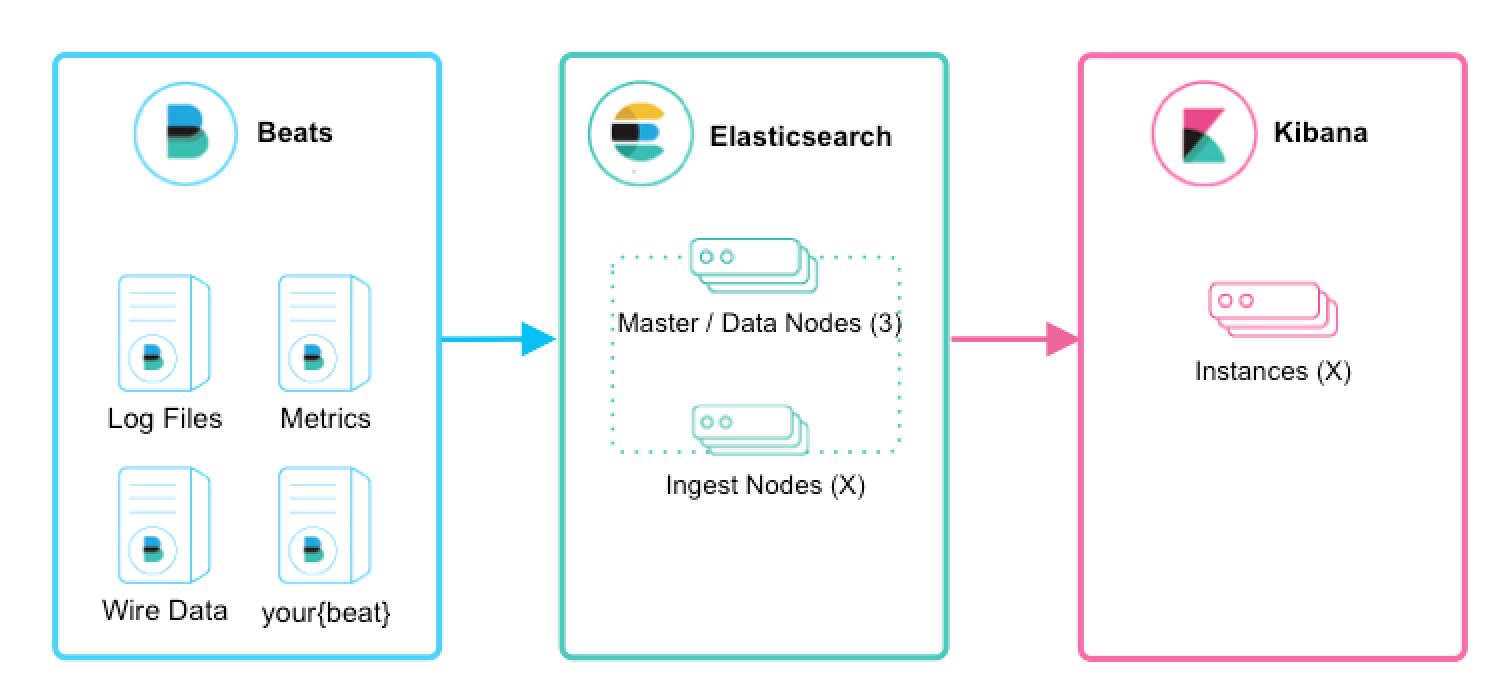 Beats
Log Files
Metrics
Wire Data
your{beat}
Elasticsearch
Master / Data Nodes (3)
Ingest Nodes (X)
Kibana
Instances (X)